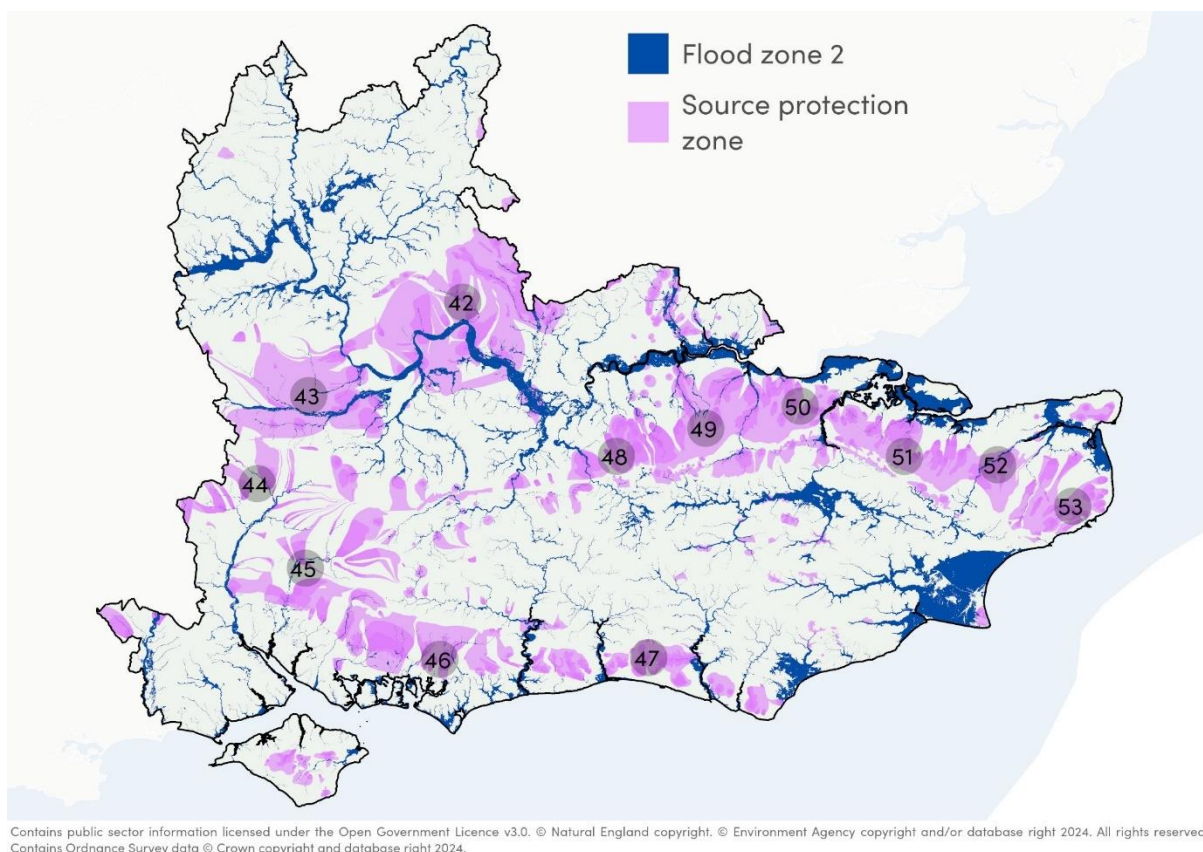 Flood zone 2
Source protection
zone
42
43
50
49
48
51
52
44
53
45
46
47
Contains public sector information licensed under the Open Government Licence v3.0. © Natural England copyright. © Environment Agency copyright and/or database right 2024. All rights reserved
Contains Ordnance Survey data © Crown copyright and database right 2024.